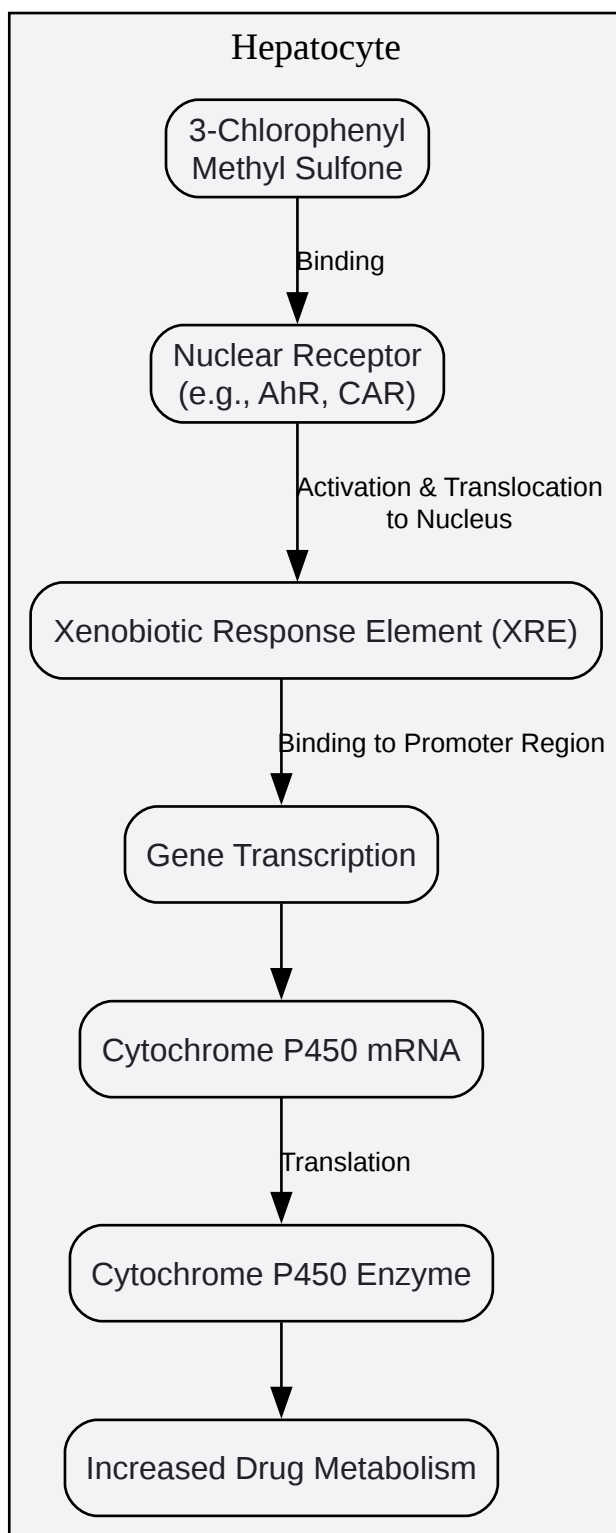 Hepatocyte
3-Chlorophenyl
Methyl Sulfone
Binding
Nuclear Receptor
(e.g., AhR, CAR)
Activation & Translocation
to Nucleus
Xenobiotic Response Element (XRE)
Binding to Promoter Region
Gene Transcription
Cytochrome P450 mRNA
Translation
Cytochrome P450 Enzyme
Increased Drug Metabolism